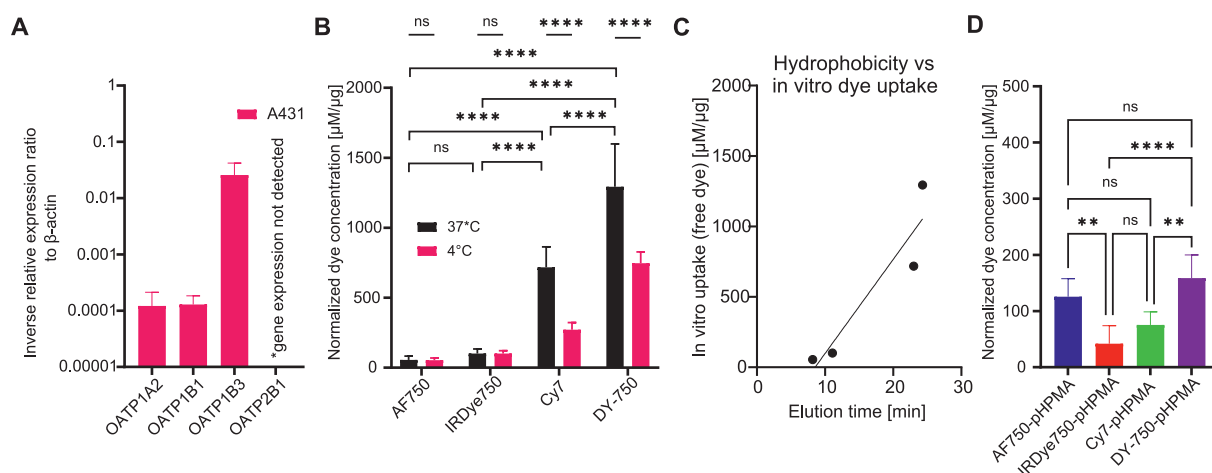 A
Inverse relative expression ratio
to β-actin
1
0.1
0.01
0.001
0.0001
0.00001
A431
*gene expression not detected
OATP1A2
OATP1B1
OATP1B3
OATP2B1
B
Normalized dye concentration [µM/µg]
2000
1500
1000
500
0
ns
ns
****
****
****
****
****
****
ns
****
37*C
4°C
AF750
IRDye750
Cy7
DY-750
C
Hydrophobicity vs
in vitro dye uptake
In vitro uptake (free dye) [µM/µg]
2000
1500
1000
500
0
0
10
20
30
Elution time [min]
D
Normalized dye concentration [µM/µg]
500
400
300
200
100
0
ns
****
ns
**
ns
**
AF750-pHPMA
IRDye750-pHPMA
Cy7-pHPMA
DY-750-pHPMA